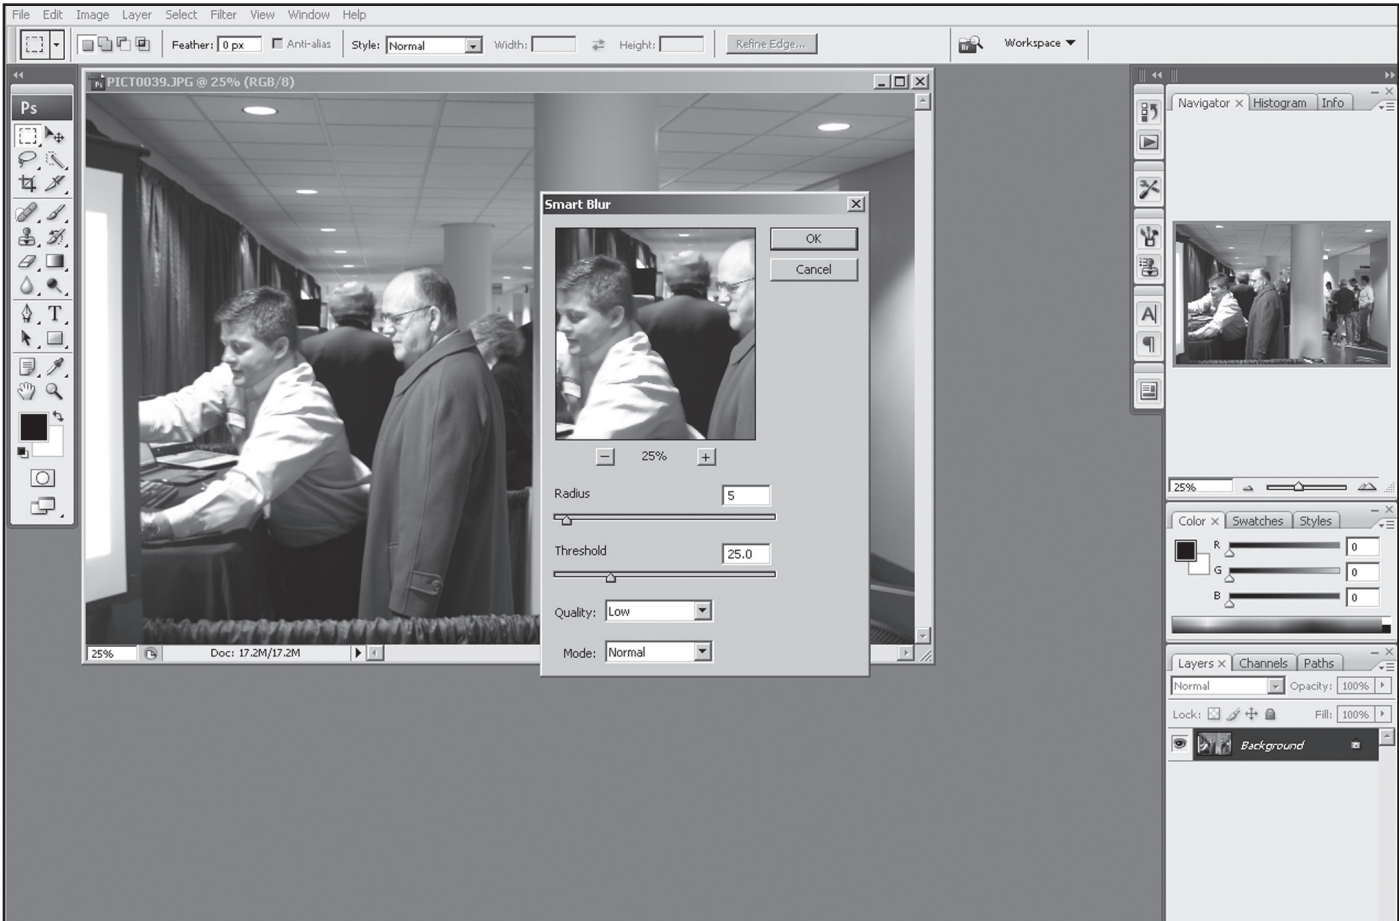 File Edit Image Layer Select Filter View Window Help
Feather: 0 px Anti-alias Style: Normal Width: Height: Refine Edge... Br Workspace
Ps
PICT0039.JPG @ 25% (RGB/8)
Navigator Histogram Info
Smart Blur
OK
Cancel
25%
Radius 5
Threshold 25.0
Quality: Low
Mode: Normal
25% Doc: 17.2M/17.2M
T
A
25%
Color Swatches Styles
R 0
G 0
B 0
Layers Channels Paths
Normal Opacity: 100%
Lock: Fill: 100%
Background